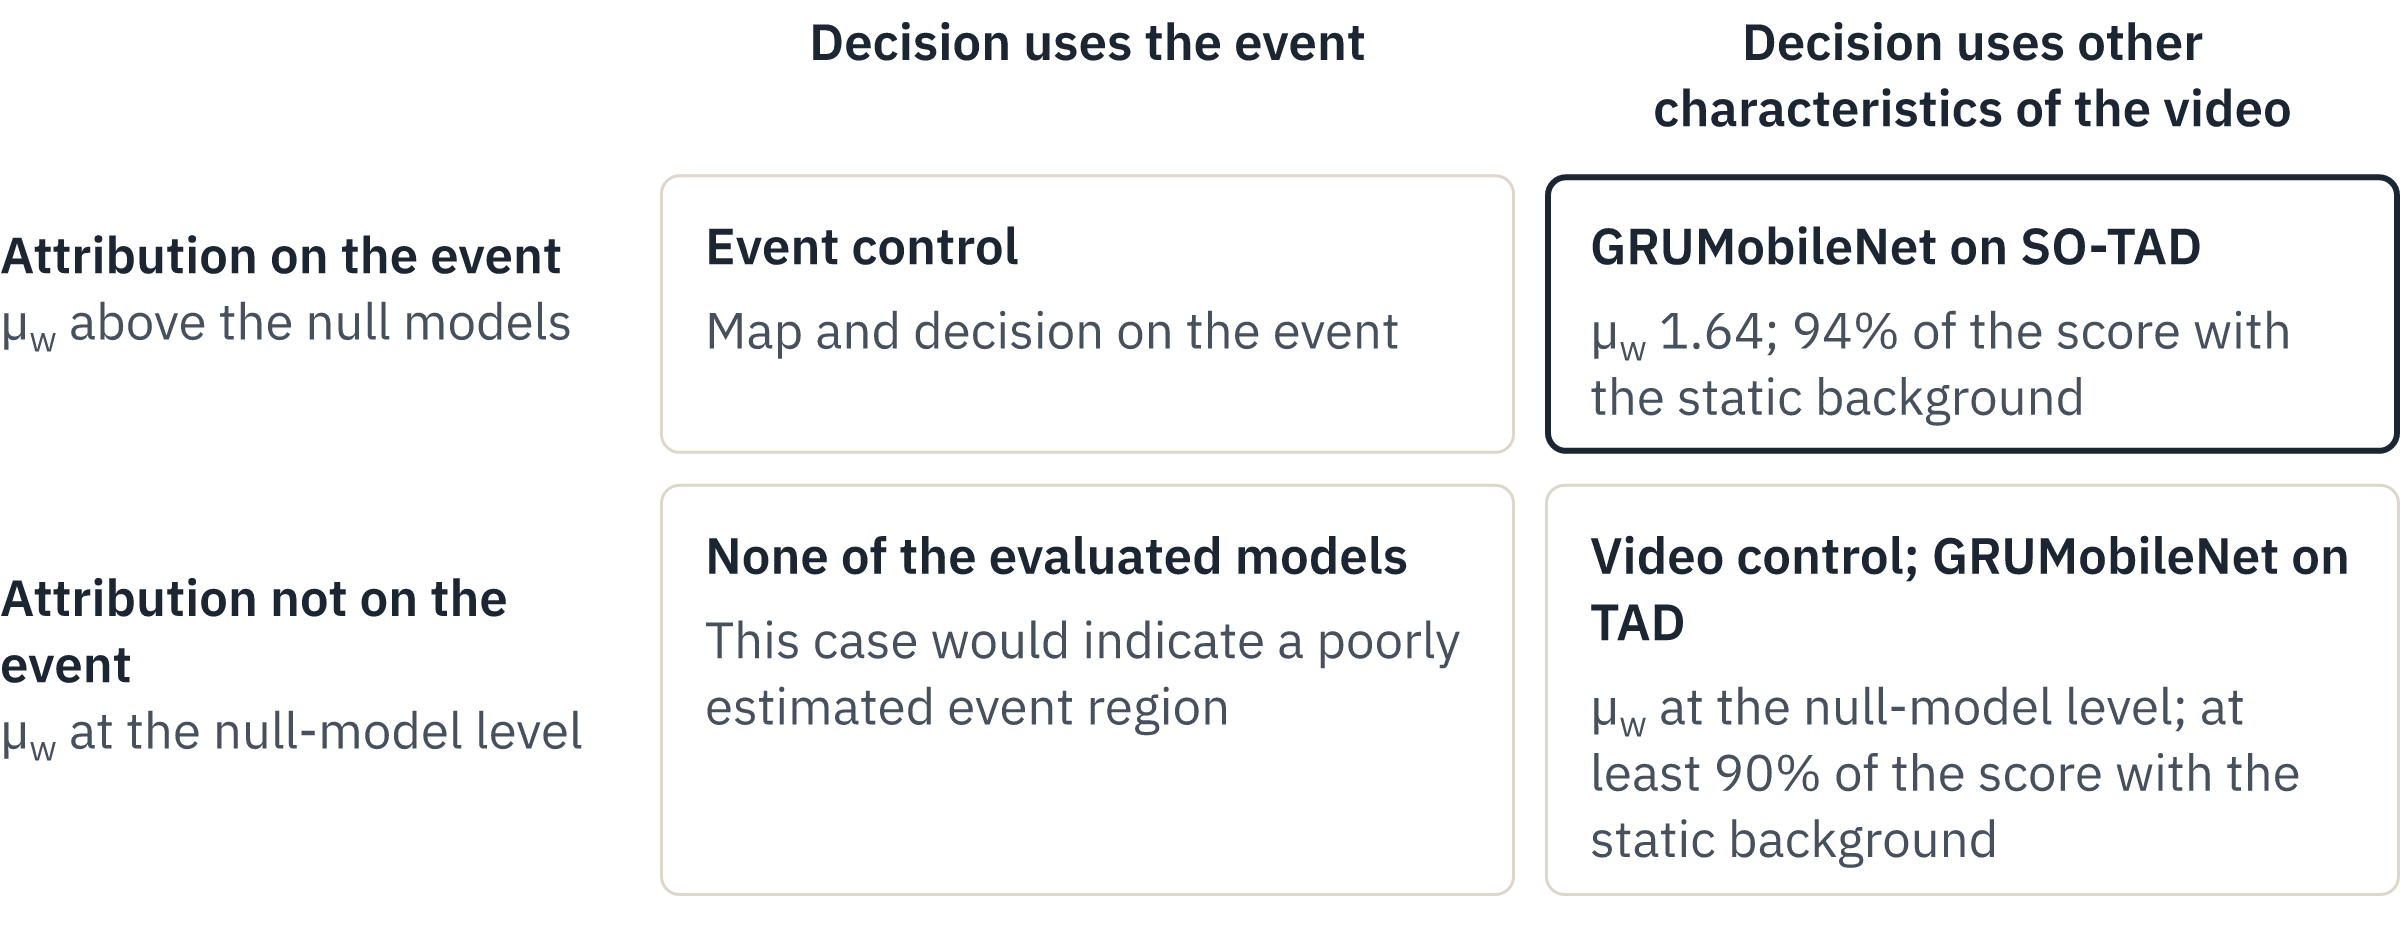 Decision uses the event
Decision uses other
characteristics of the video
Attribution on the event
μw above the null models
Event control
Map and decision on the event
GRUMobileNet on SO-TAD
μw 1.64; 94% of the score with
the static background
Attribution not on the
event
μw at the null-model level
None of the evaluated models
This case would indicate a poorly
estimated event region
Video control; GRUMobileNet on
TAD
μw at the null-model level; at
least 90% of the score with the
static background